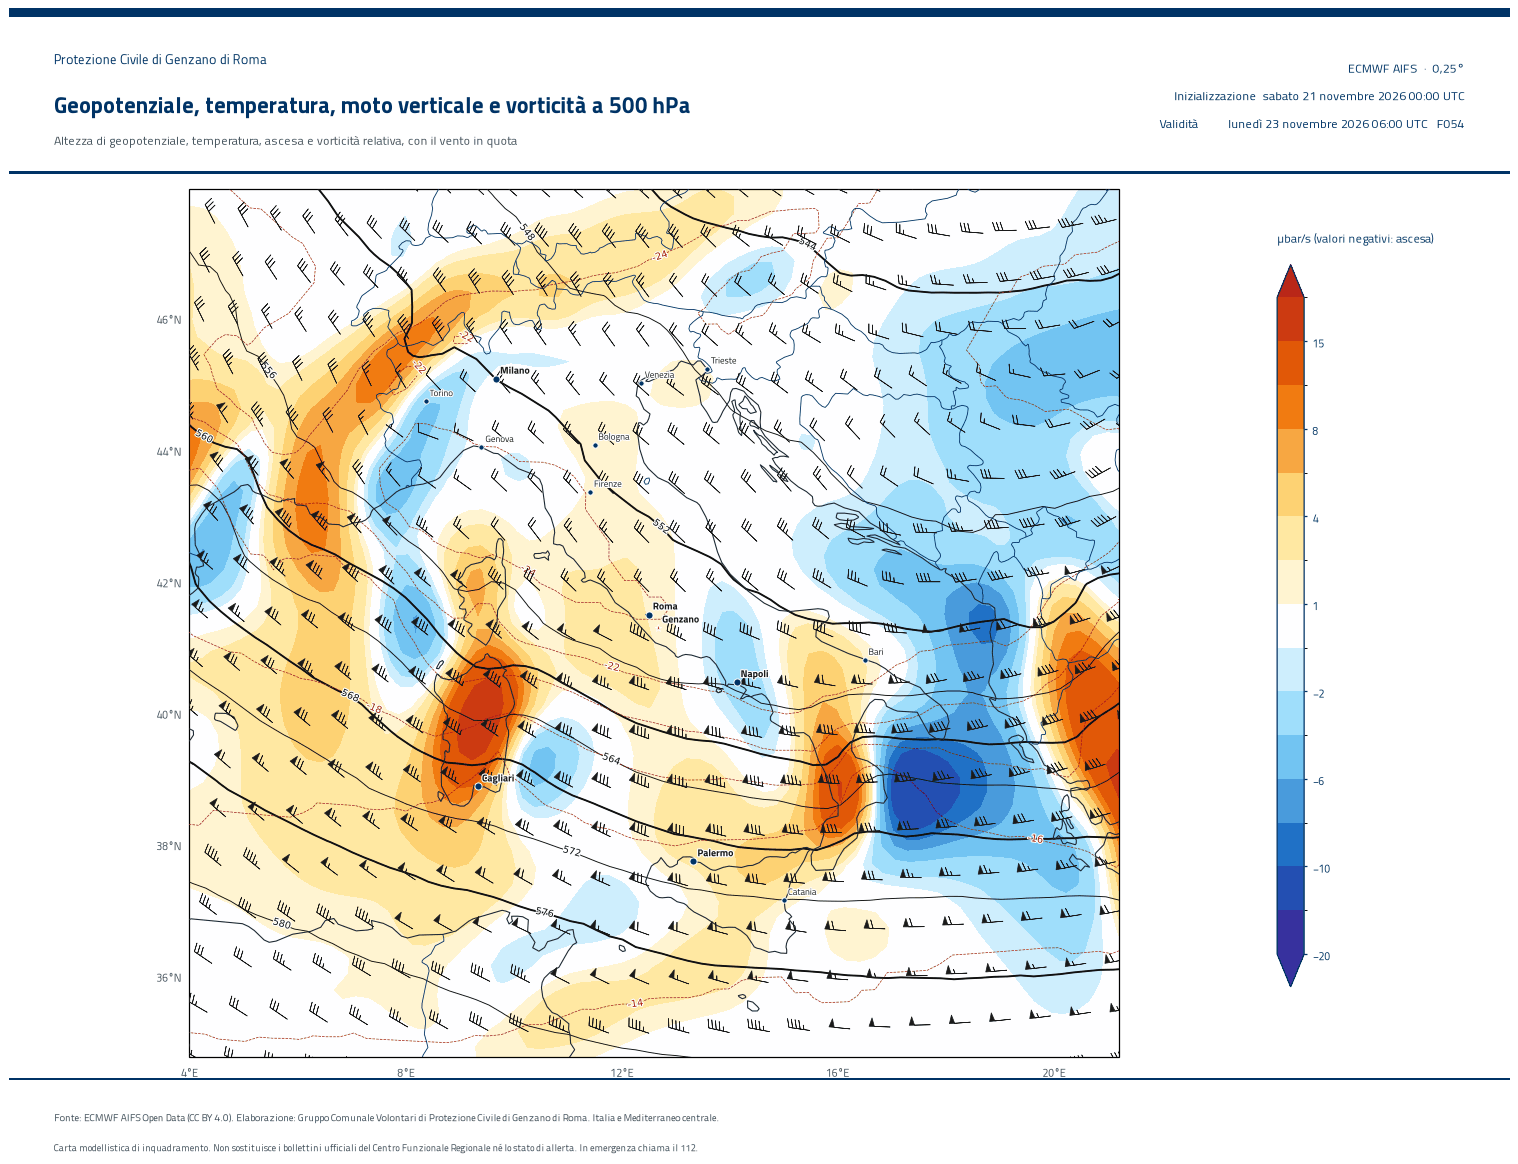 Protezione Civile di Genzano di Roma
Geopotenziale, temperatura, moto verticale e vorticità a 500 hPa
Altezza di geopotenziale, temperatura, ascesa e vorticità relativa, con il vento in quota
ECMWF AIFS · 0,25°
Inizializzazione sabato 21 novembre 2026 00:00 UTC
Validità lunedì 23 novembre 2026 06:00 UTC F054
µbar/s (valori negativi: ascesa)
15
8
4
1
−2
−6
−10
−20
46°N
44°N
42°N
40°N
38°N
36°N
4°E
8°E
12°E
16°E
20°E
548
544
-24
-22
-22
556
560
552
-24
-22
568
-18
564
572
576
580
-16
-14
Milano
Torino
Venezia
Trieste
Genova
Bologna
Firenze
Roma
Genzano
Napoli
Bari
Cagliari
Palermo
Catania
Fonte: ECMWF AIFS Open Data (CC BY 4.0). Elaborazione: Gruppo Comunale Volontari di Protezione Civile di Genzano di Roma. Italia e Mediterraneo centrale.
Carta modellistica di inquadramento. Non sostituisce i bollettini ufficiali del Centro Funzionale Regionale né lo stato di allerta. In emergenza chiama il 112.